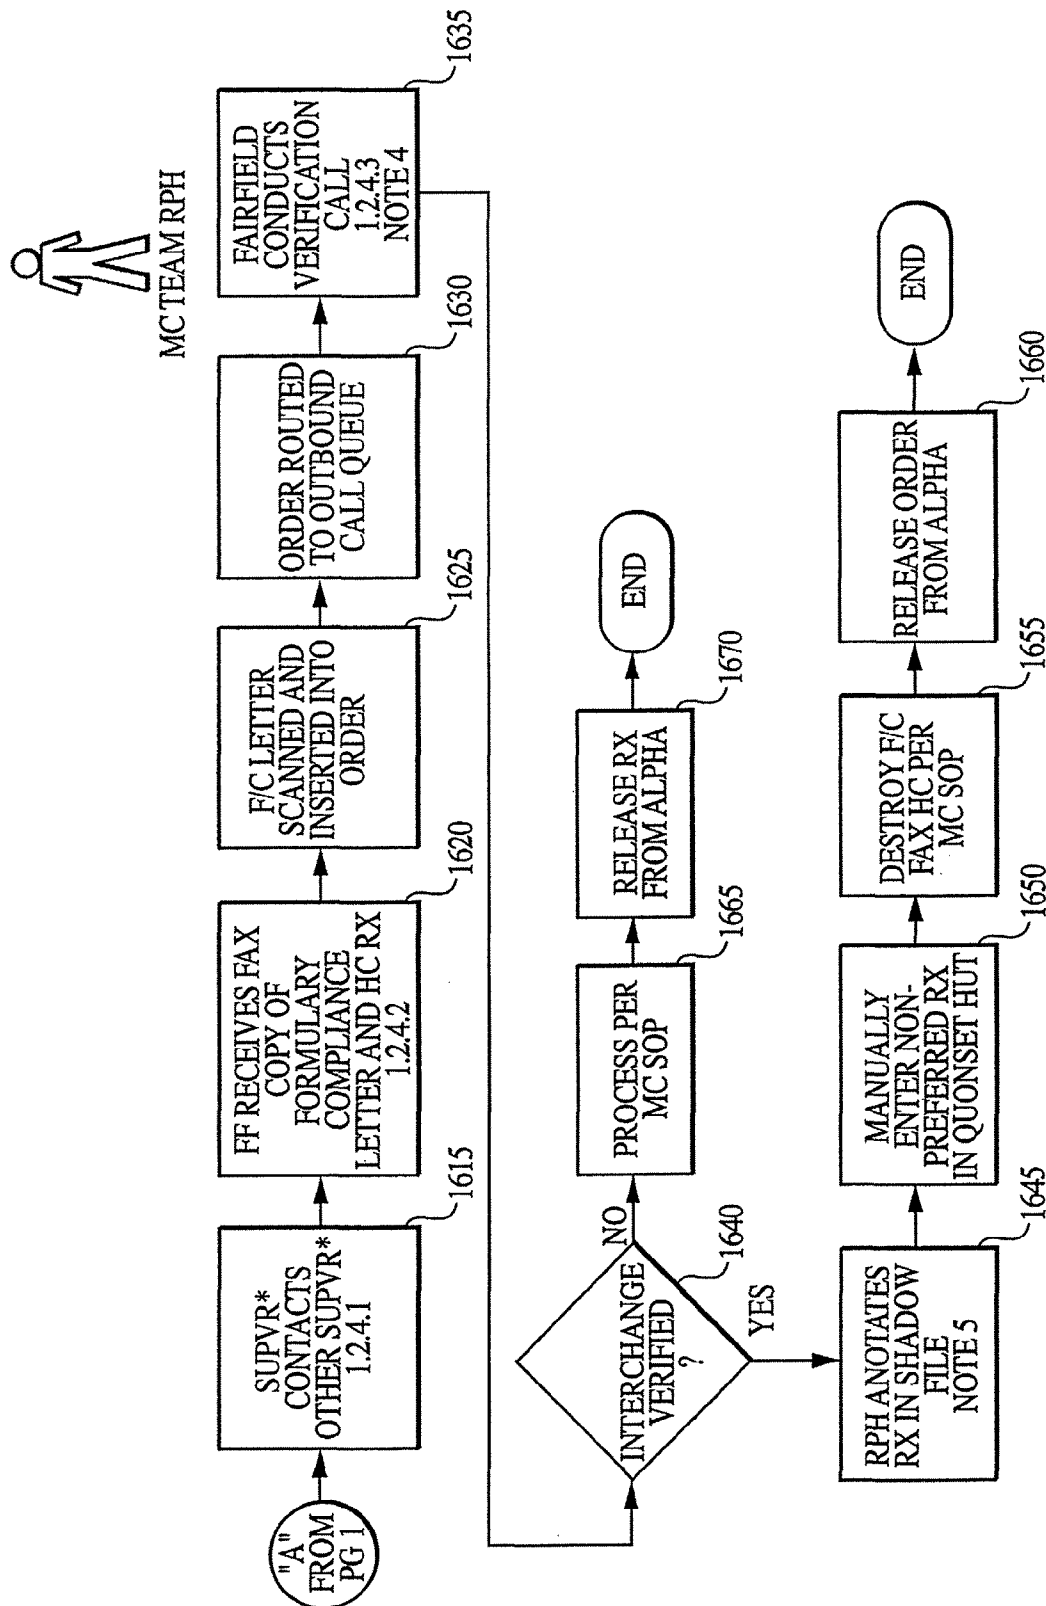 MC TEAM RPH
"A"
FROM
PG 1
SUPVR*
CONTACTS
OTHER SUPVR*
1.2.4.1
1615
FF RECEIVES FAX
COPY OF
FORMULARY
COMPLIANCE
LETTER AND HC RX
1.2.4.2
1620
F/C LETTER
SCANNED AND
INSERTED INTO
ORDER
1625
ORDER ROUTED
TO OUTBOUND
CALL QUEUE
1630
FAIRFIELD
CONDUCTS
VERIFICATION
CALL
1.2.4.3
NOTE 4
1635
INTERCHANGE
VERIFIED
?
1640
NO
PROCESS PER
MC SOP
1665
RELEASE RX
FROM ALPHA
1670
END
YES
RPH ANOTATES
RX IN SHADOW
FILE
NOTE 5
1645
MANUALLY
ENTER NON-
PREFERRED RX
IN QUONSET HUT
1650
DESTROY F/C
FAX HC PER
MC SOP
1655
RELEASE ORDER
FROM ALPHA
1660
END